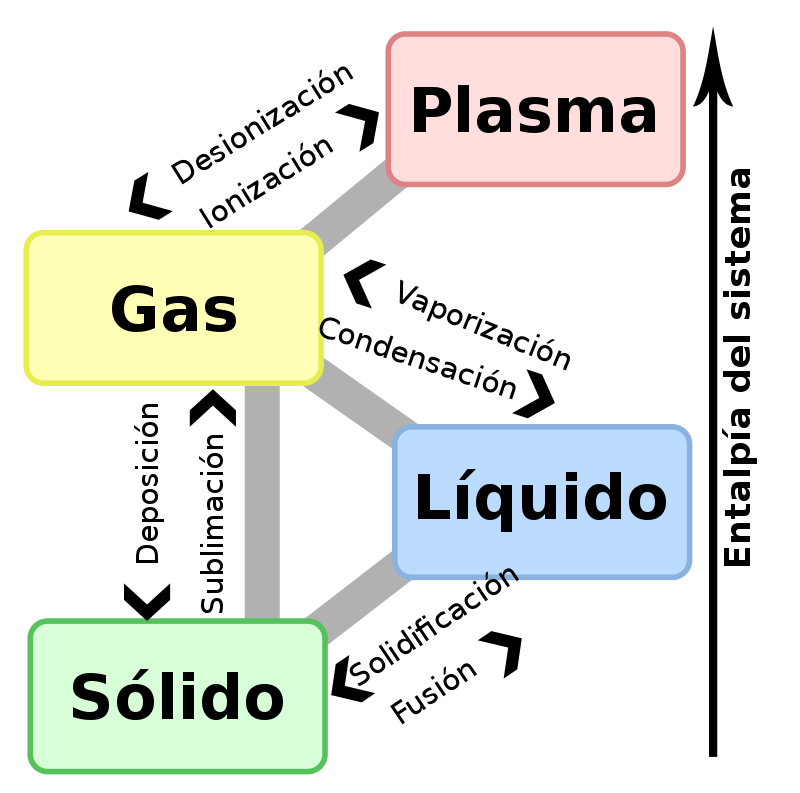 Plasma
Desionización
Ionización
Gas
Vaporización
Condensación
Entalpía del sistema
Deposición
Sublimación
Líquido
Solidificación
Fusión
Sólido